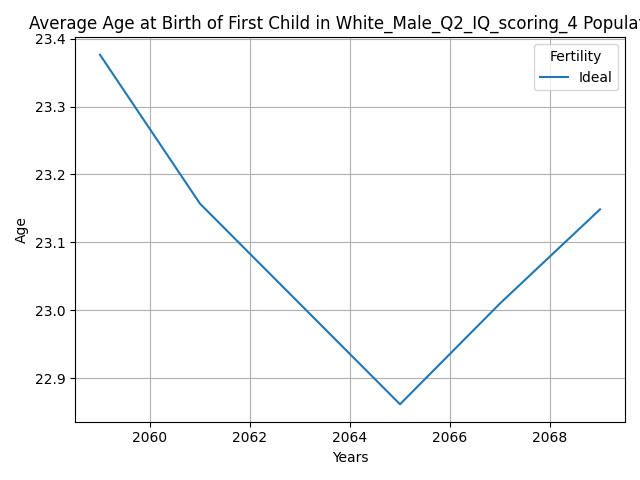 Average Age at Birth of First Child in White_Male_Q2_IQ_scoring_4 Popula
23.4
23.3
23.2
23.1
23.0
22.9
Age
Fertility
Ideal
2060 2062 2064 2066 2068
Years